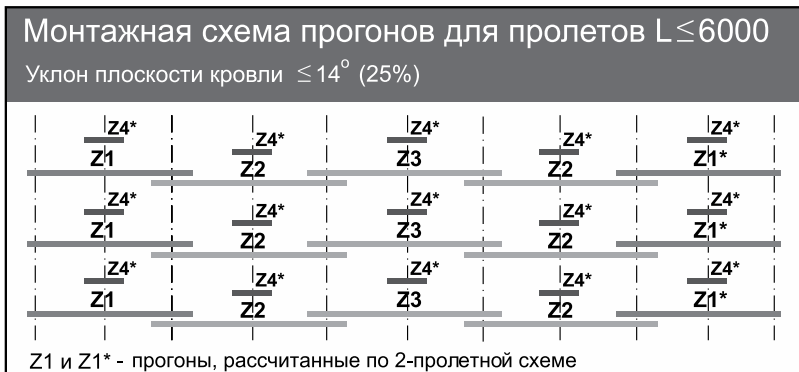 Монтажная схема прогонов для пролетов L≤6000
Уклон плоскости кровли ≤14° (25%)
Z4* Z4* Z4* Z4* Z4*
Z1 Z2 Z3 Z2 Z1*
Z4* Z4* Z4* Z4* Z4*
Z1 Z2 Z3 Z2 Z1*
Z4* Z4* Z4* Z4* Z4*
Z1 Z2 Z3 Z2 Z1*
Z1 и Z1* - прогоны, рассчитанные по 2-пролетной схеме